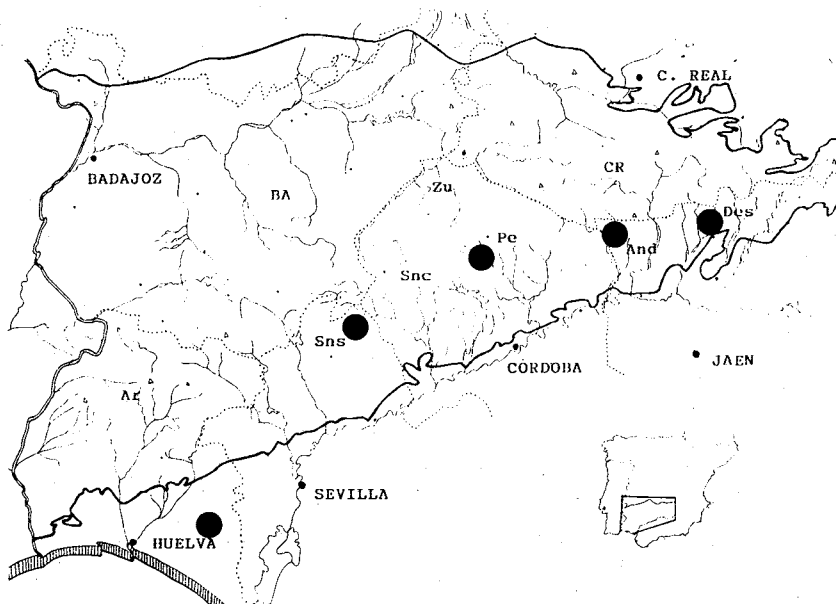 C. REAL
BADAJOZ
BA
Zu
CR
Des
Pe
And
Snc
Sns
CORDOBA
JAEN
Ar
SEVILLA
HUELVA